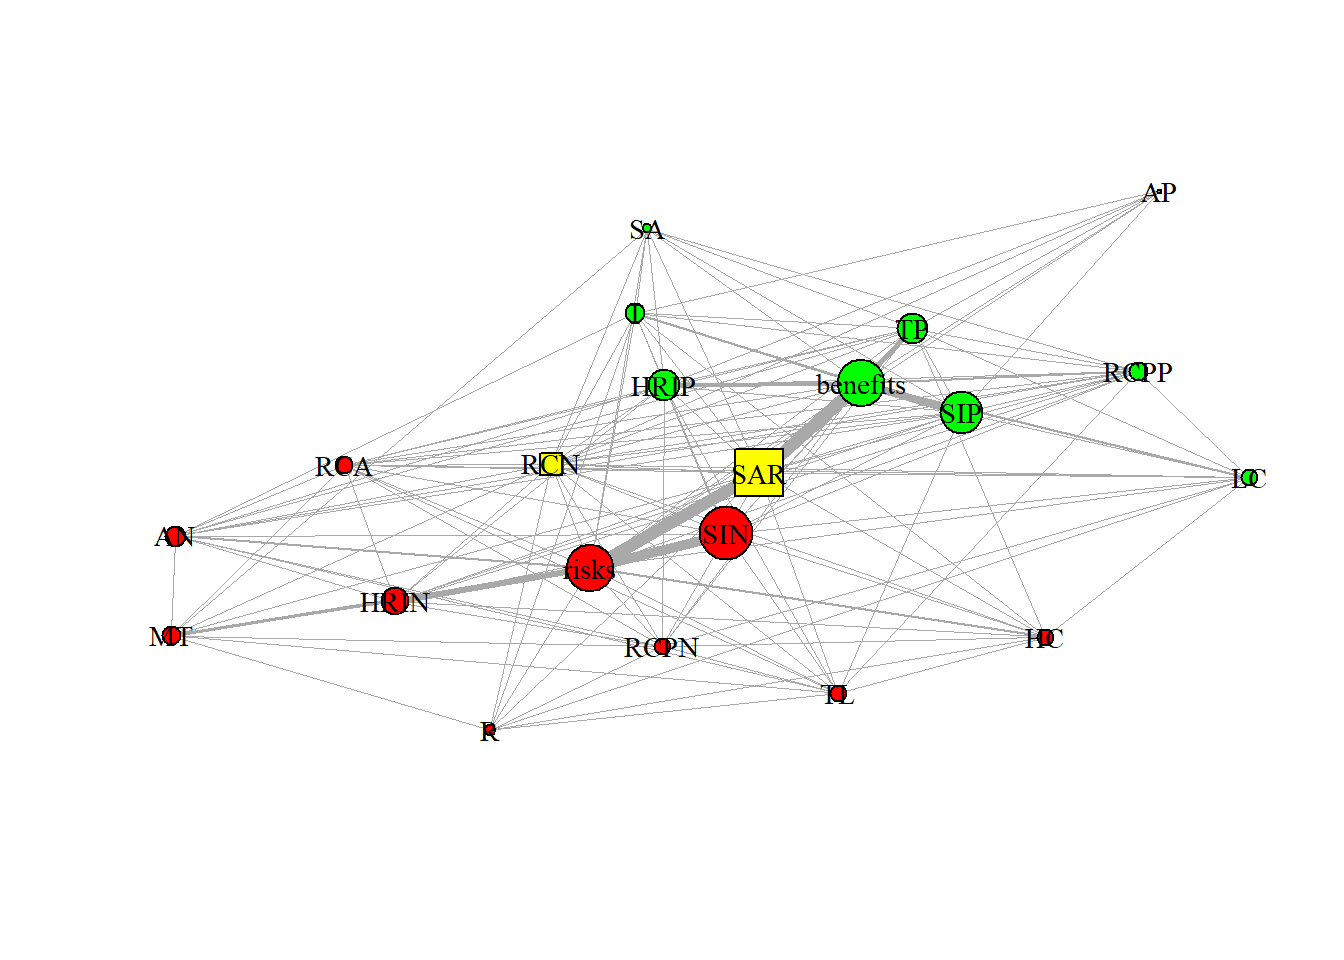 AP
SA
I
TP
RCPP
benefits
HRIP
SIP
RCA
RCN
SAR
LC
AN
SIN
risks
HRIN
MT
RCPN
HC
TL
R